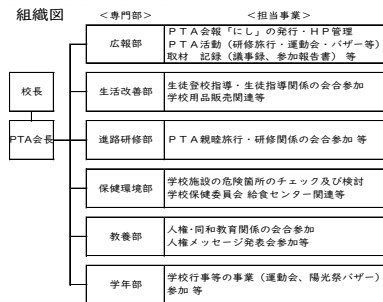 組織図
＜専門部＞
＜担当事業＞
広報部
ＰＴＡ会報「にし」の発行・ＨＰ管理
ＰＴＡ活動（研修旅行・運動会・バザー等）
取材　記録（議事録、参加報告書）　等
校長
PTA会長
生活改善部
生徒登校指導・生徒指導関係の会合参加
学校用品販売関連等
進路研修部
ＰＴＡ親睦旅行・研修関係の会合参加 等
保健環境部
学校施設の危険箇所のチェック及び検討
学校保健委員会 給食センター関連等
教養部
人権･同和教育関係の会合参加
人権メッセージ発表会参加等
学年部
学校行事等の事業（運動会、陽光祭バザー）
参加 等